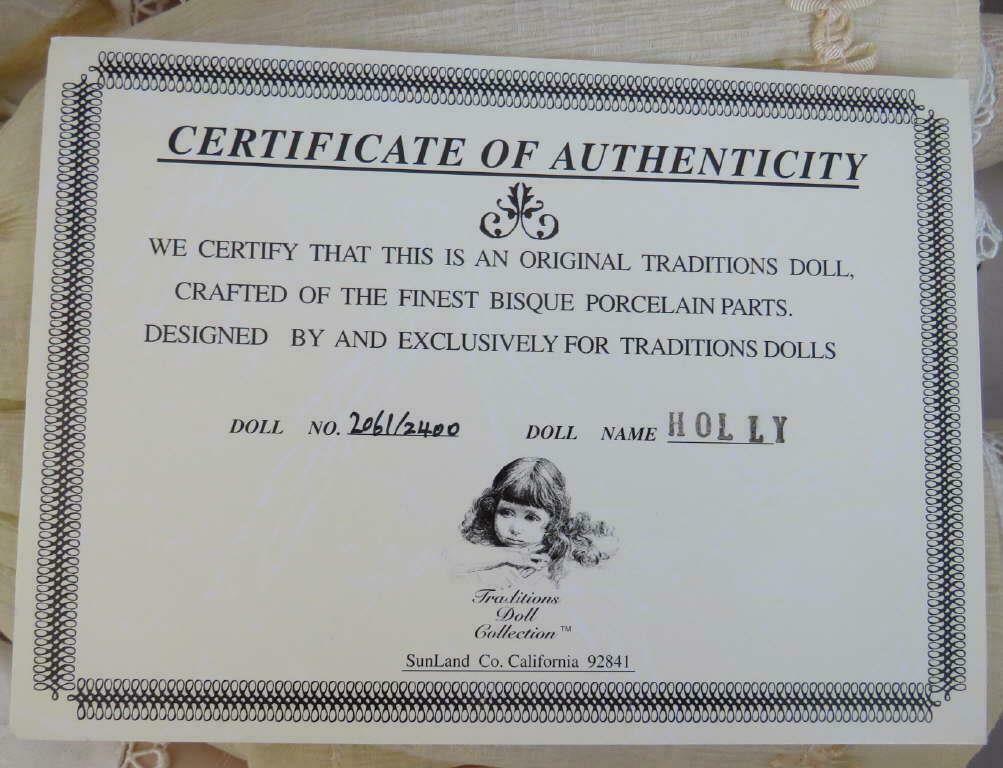 CERTIFICATE OF AUTHENTICITY
WE CERTIFY THAT THIS IS AN ORIGINAL TRADITIONS DOLL,
CRAFTED OF THE FINEST BISQUE PORCELAIN PARTS.
DESIGNED BY AND EXCLUSIVELY FOR TRADITIONS DOLLS
DOLL NO. 2061/2400 DOLL NAME HOLLY
Traditions
Doll
Collection™
SunLand Co. California 92841